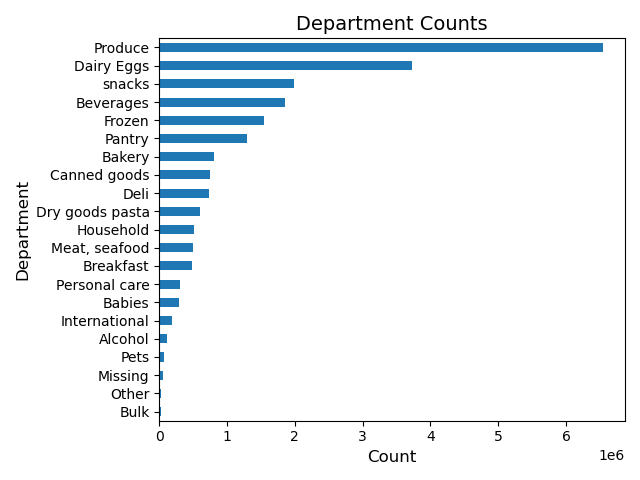 Department Counts
Produce
Dairy Eggs
snacks
Beverages
Frozen
Pantry
Bakery
Canned goods
Deli
Dry goods pasta
Household
Meat, seafood
Breakfast
Personal care
Babies
International
Alcohol
Pets
Missing
Other
Bulk
Department
0 1 2 3 4 5 6
1e6
Count